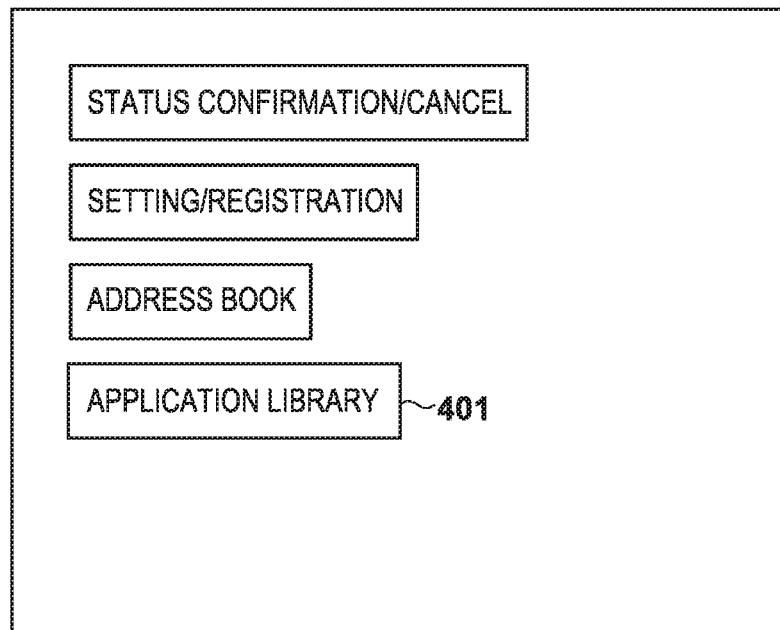 STATUS CONFIRMATION/CANCEL
SETTING/REGISTRATION
ADDRESS BOOK
APPLICATION LIBRARY 401